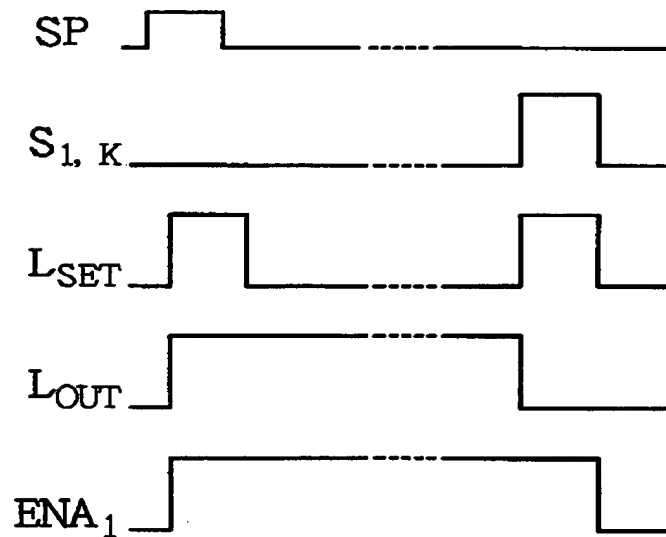 SP
S1, K
LSET
LOUT
ENA1